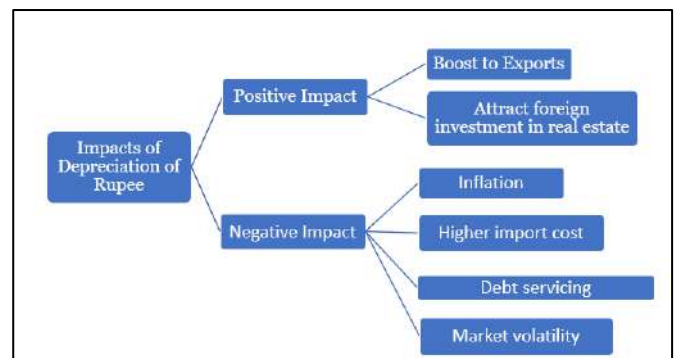 Impacts of
Depreciation of
Rupee
Positive Impact
Boost to Exports
Attract foreign
investment in real estate
Negative Impact
Inflation
Higher import cost
Debt servicing
Market volatility